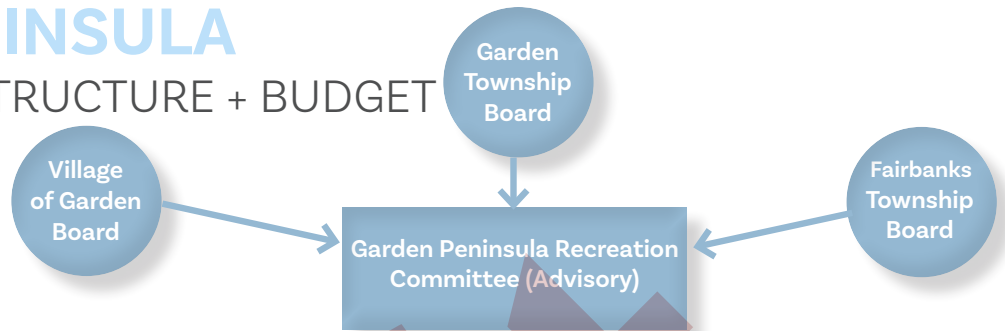 INSULA
TRUCTURE + BUDGET
Garden
Township
Board
Village
of Garden
Board
Fairbanks
Township
Board
Garden Peninsula Recreation
Committee (Advisory)